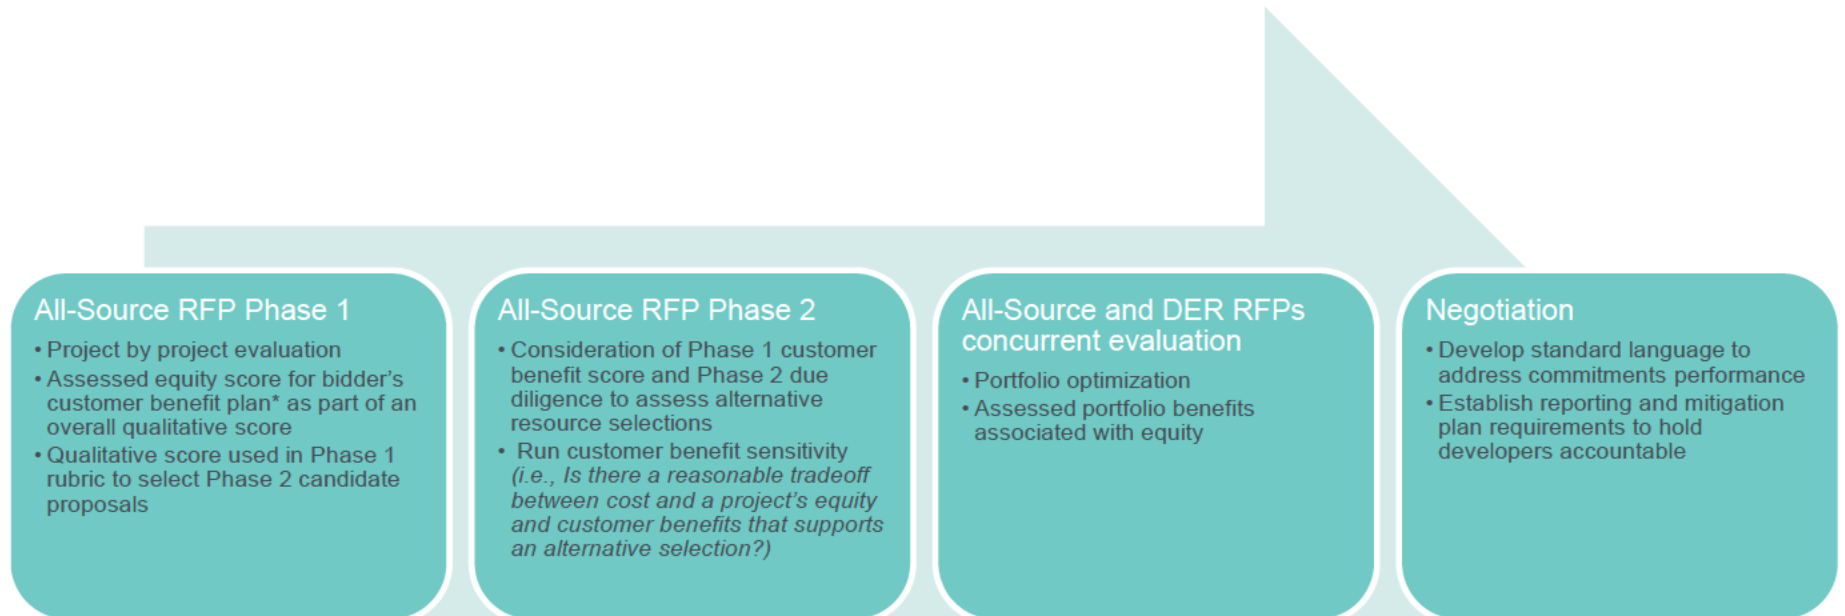 All-Source RFP Phase 1
• Project by project evaluation
• Assessed equity score for bidder's
customer benefit plan* as part of an
overall qualitative score
• Qualitative score used in Phase 1
rubric to select Phase 2 candidate
proposals
All-Source RFP Phase 2
• Consideration of Phase 1 customer
benefit score and Phase 2 due
diligence to assess alternative
resource selections
• Run customer benefit sensitivity
(i.e., Is there a reasonable tradeoff
between cost and a project's equity
and customer benefits that supports
an alternative selection?)
All-Source and DER RFPs
concurrent evaluation
• Portfolio optimization
• Assessed portfolio benefits
associated with equity
Negotiation
• Develop standard language to
address commitments performance
• Establish reporting and mitigation
plan requirements to hold
developers accountable